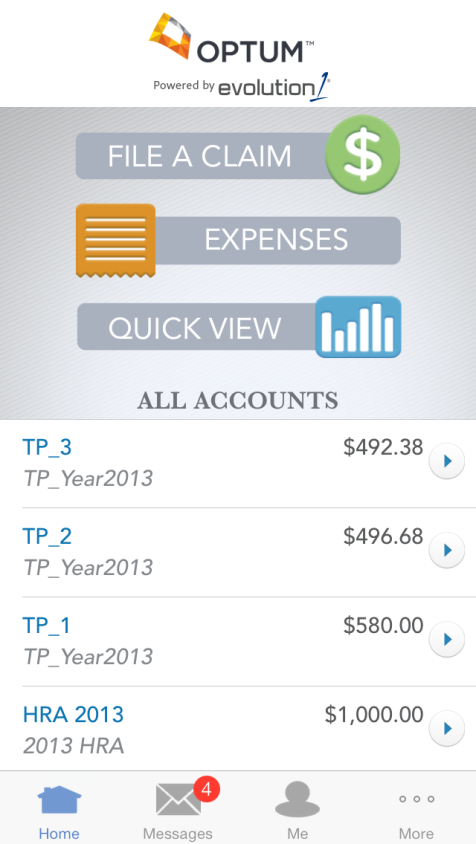 OPTUM™
Powered by evolution1®
FILE A CLAIM $
EXPENSES
QUICK VIEW
ALL ACCOUNTS
TP_3 $492.38
TP_Year2013
TP_2 $496.68
TP_Year2013
TP_1 $580.00
TP_Year2013
HRA 2013 $1,000.00
2013 HRA
4
Home Messages Me More